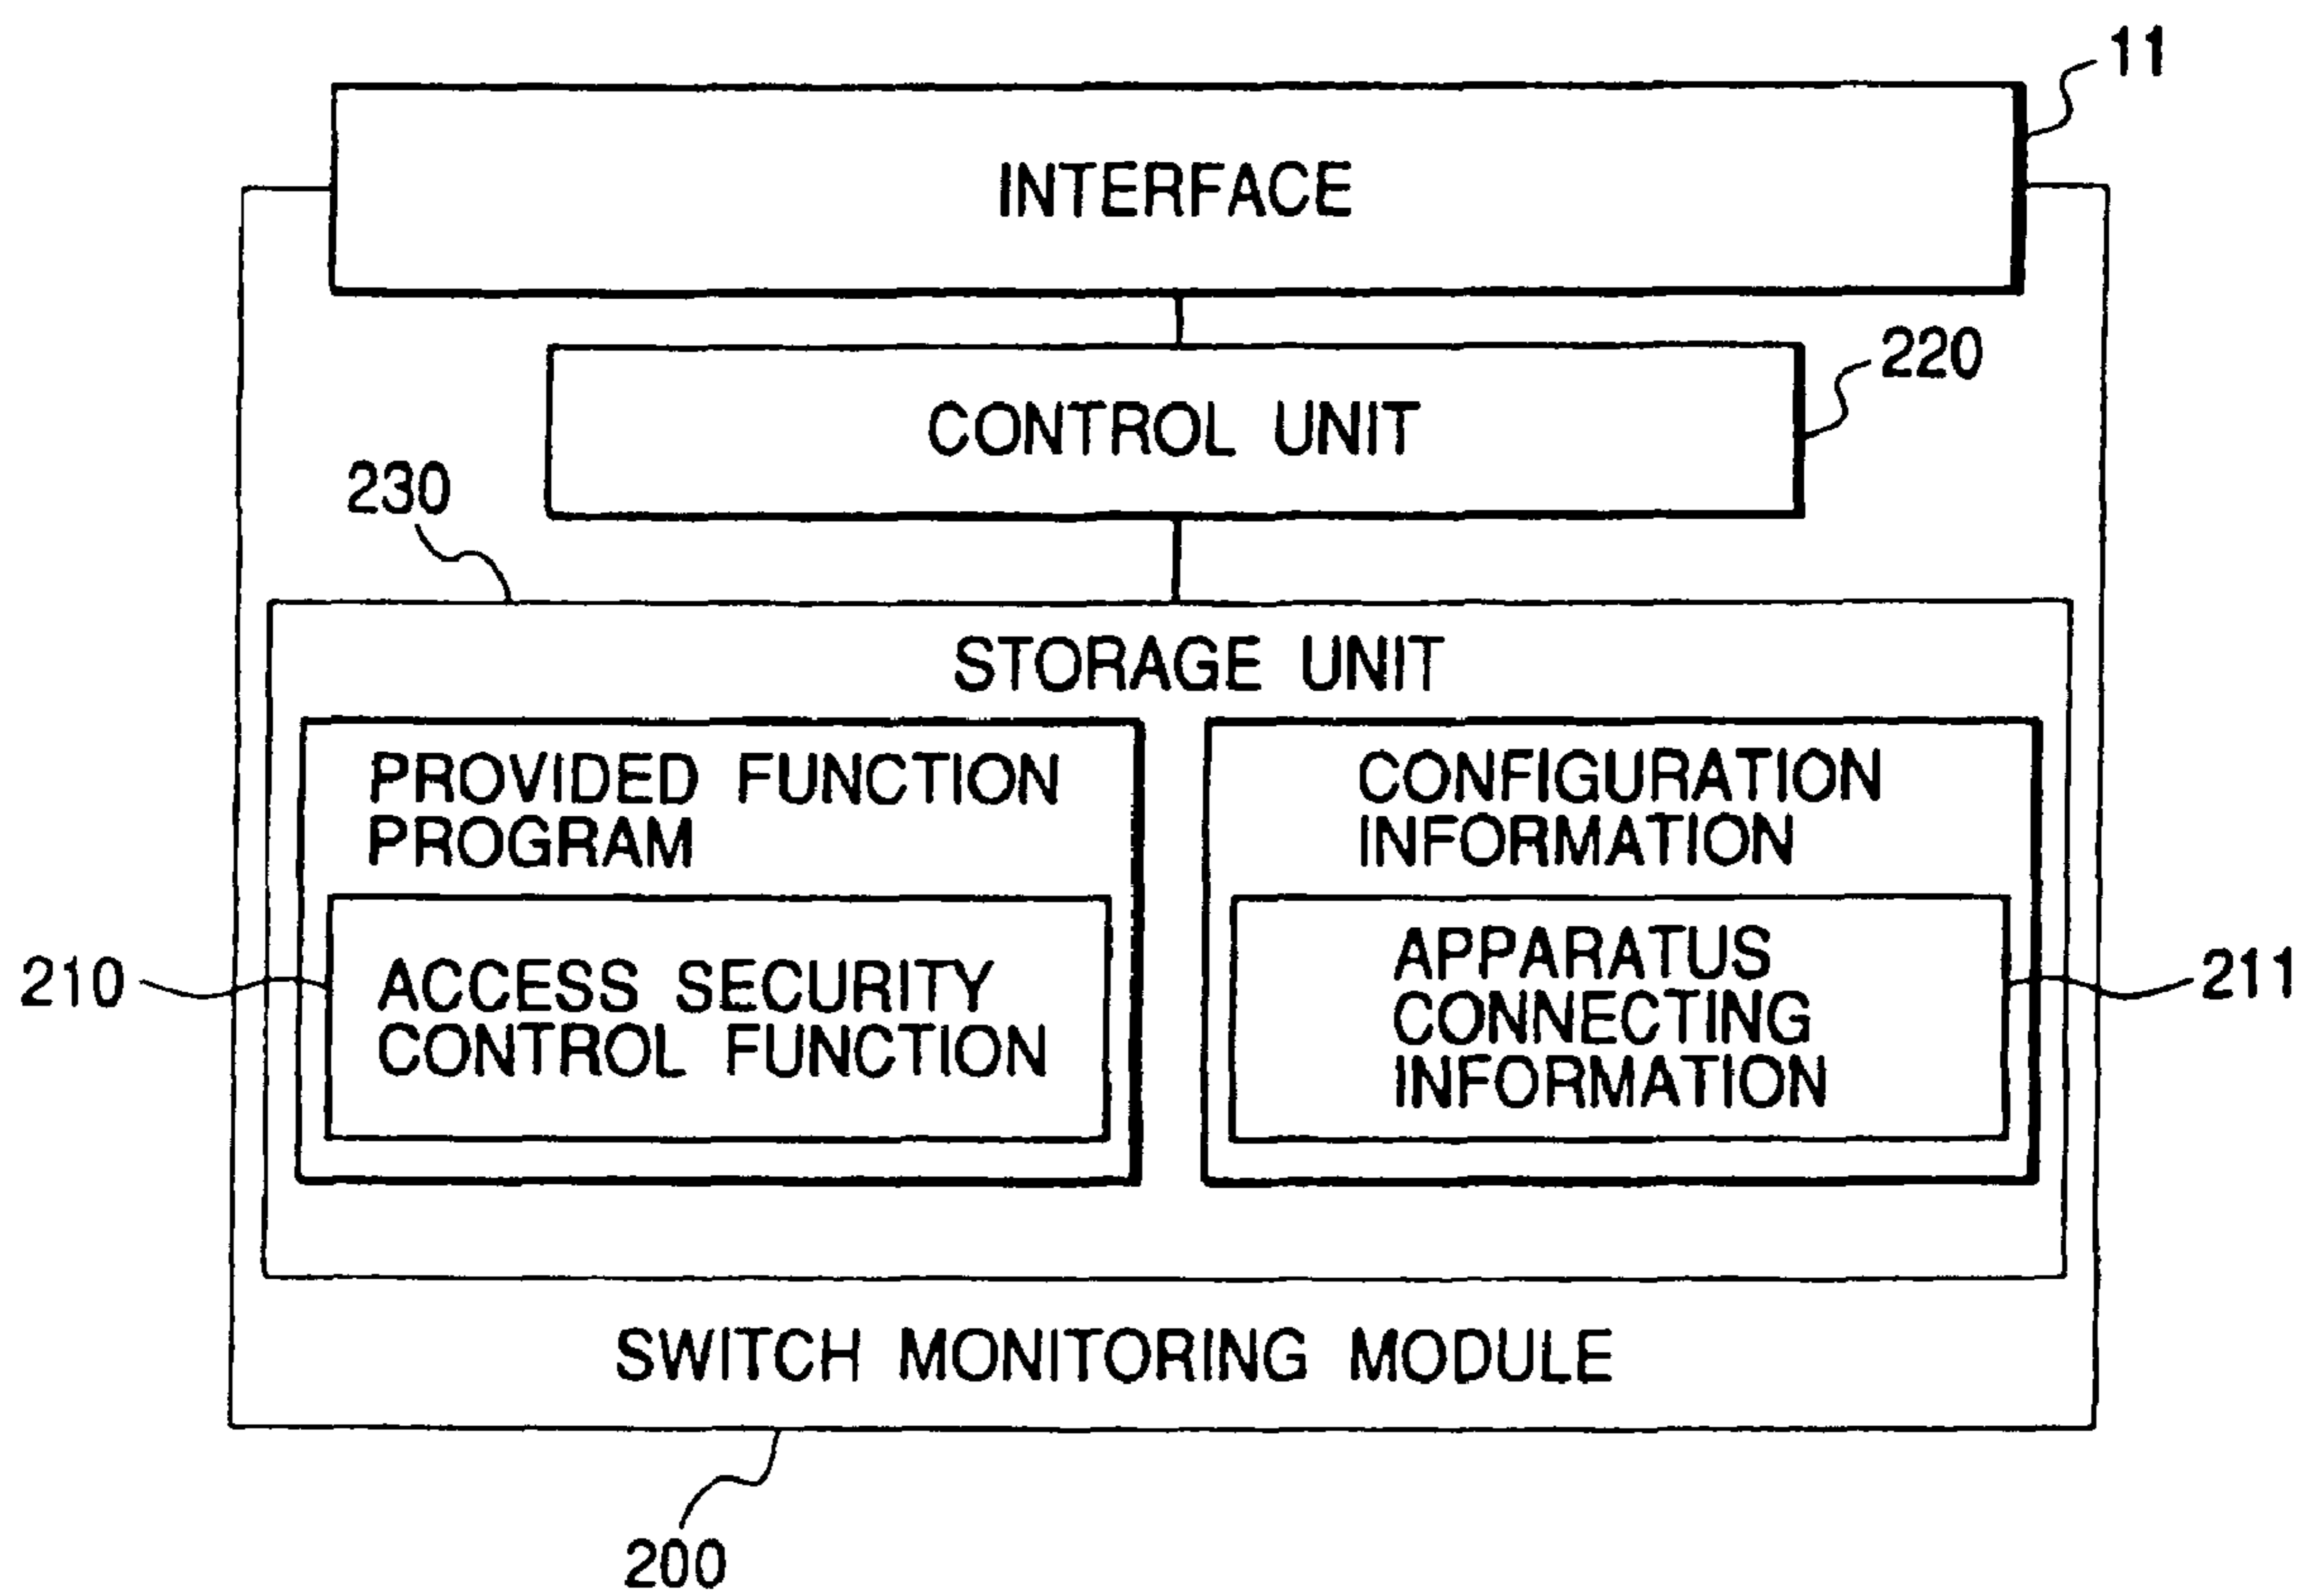 11
INTERFACE
220
CONTROL UNIT
230
STORAGE UNIT
PROVIDED FUNCTION
PROGRAM
CONFIGURATION
INFORMATION
210
ACCESS SECURITY
CONTROL FUNCTION
APPARATUS
CONNECTING
INFORMATION
211
SWITCH MONITORING MODULE
200